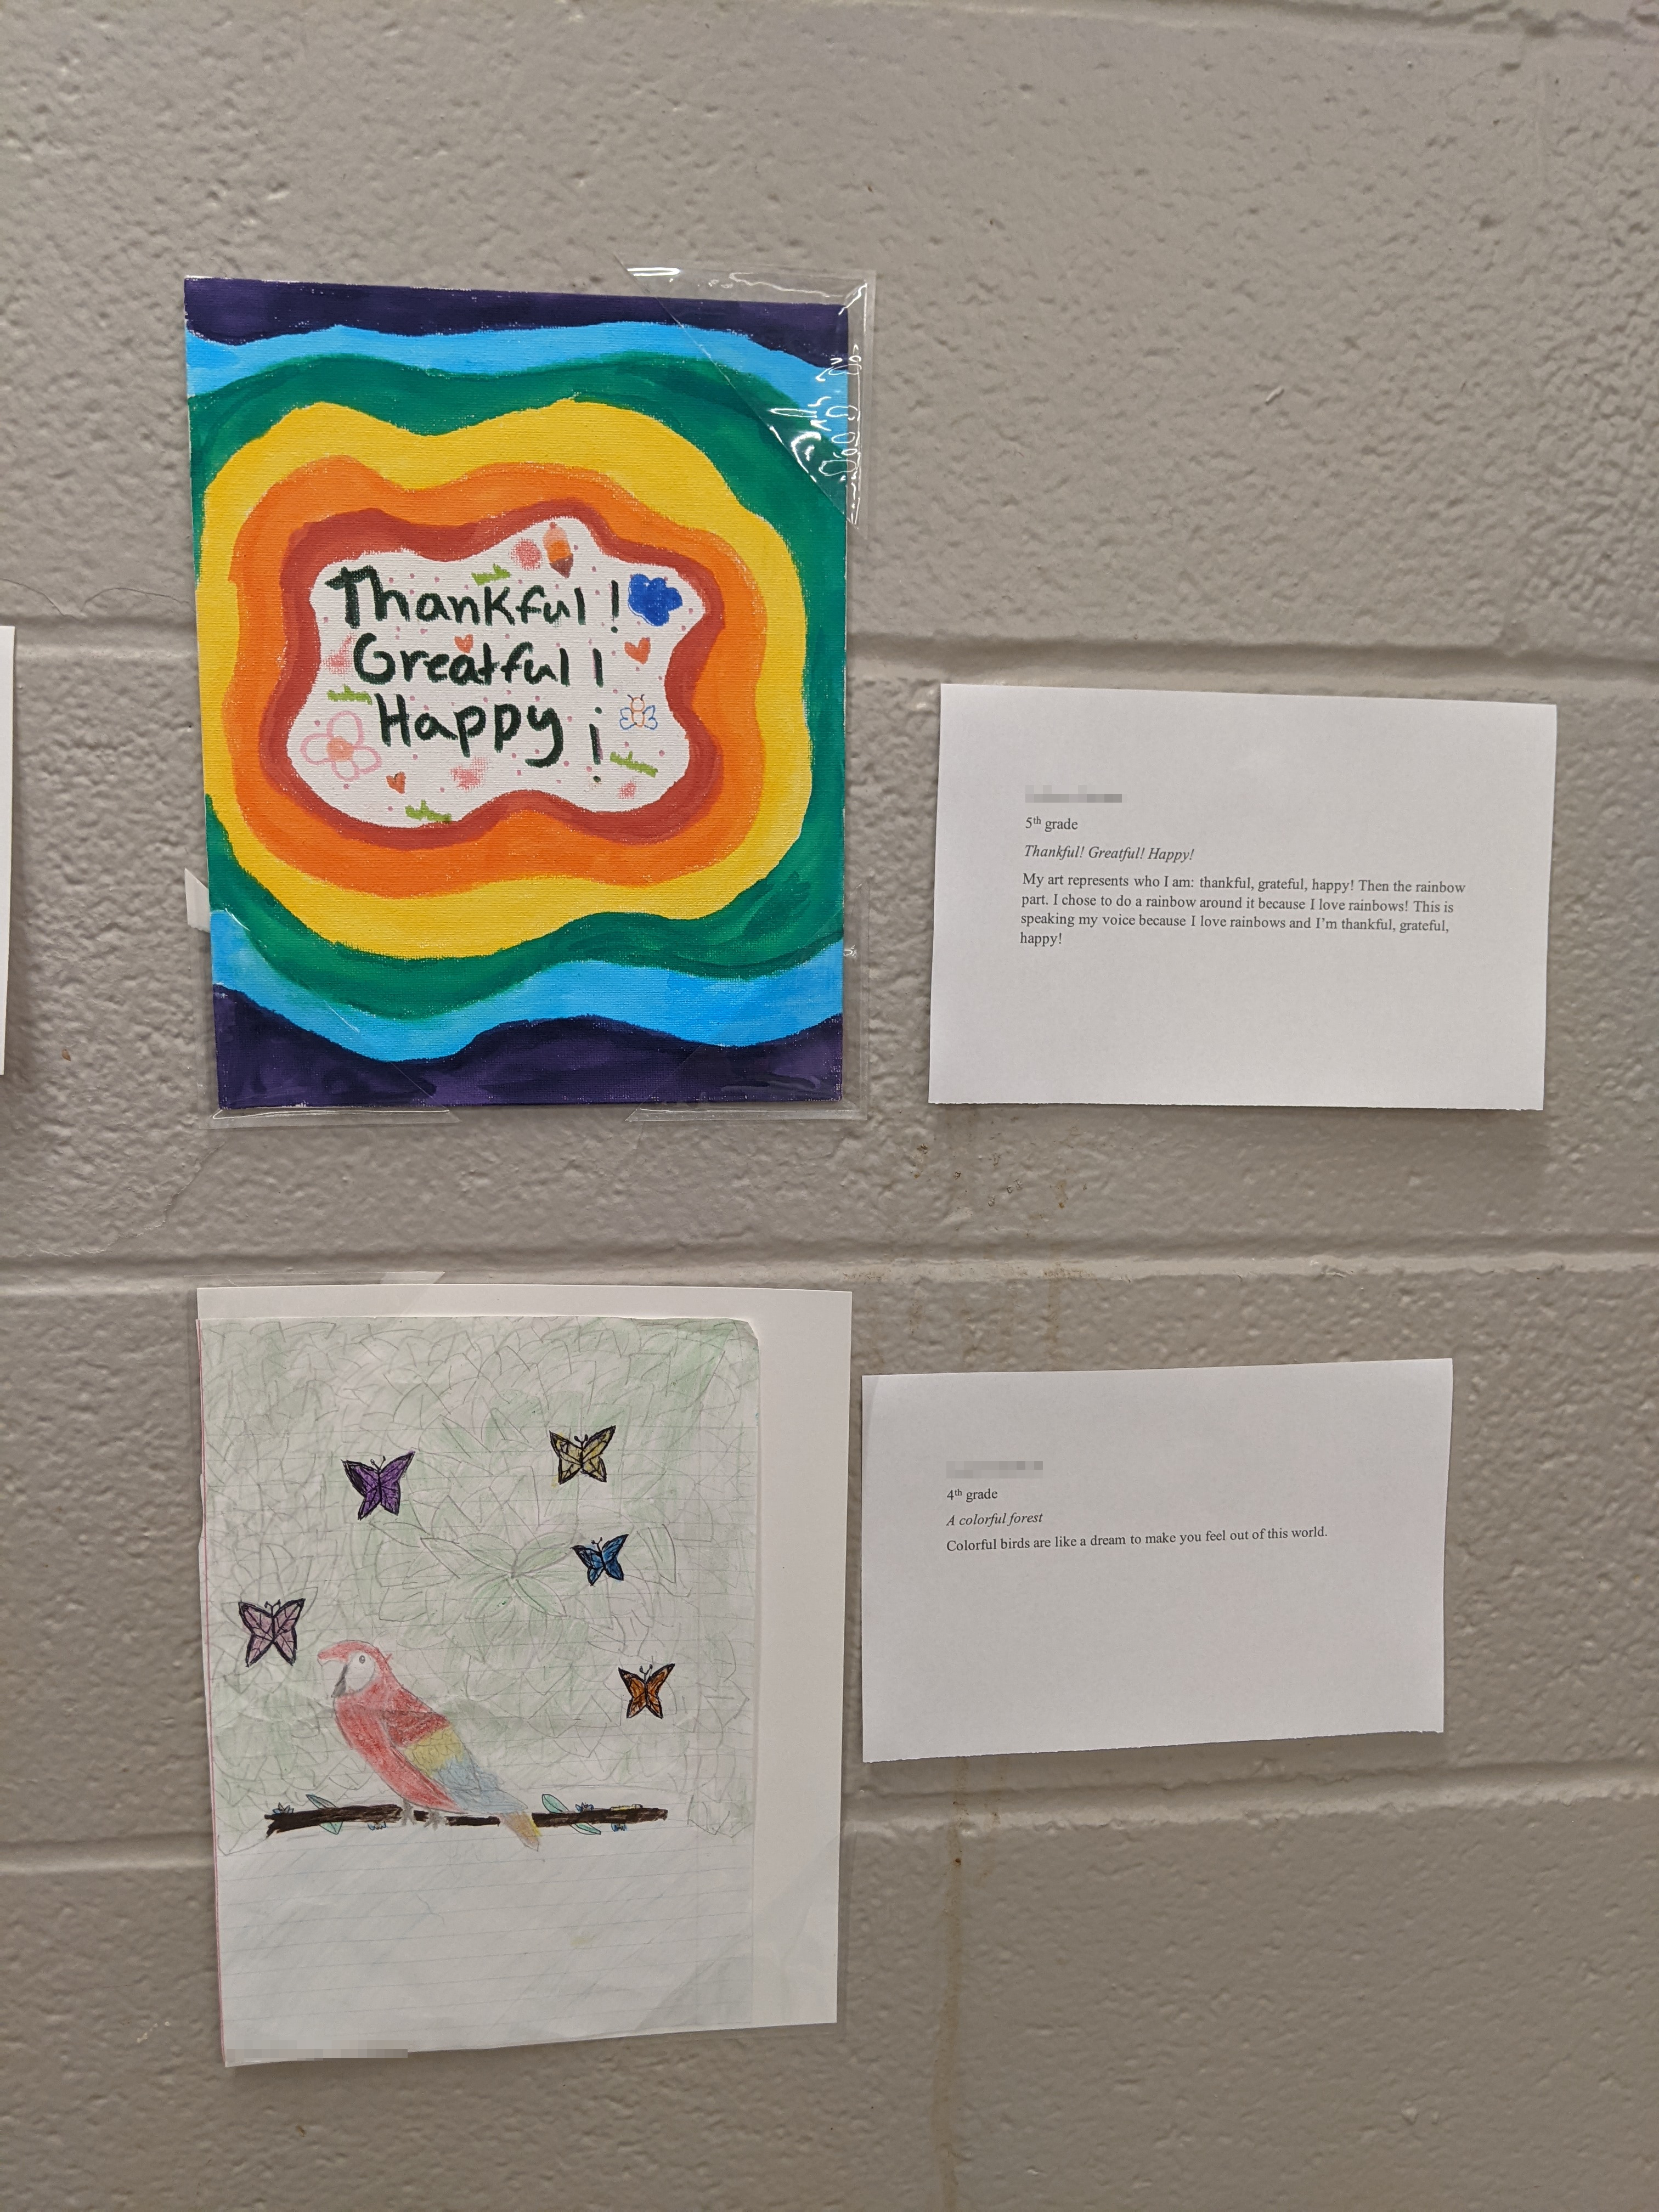 Thankful!
Greatful!
Happy!
5th grade
Thankful! Greatful! Happy!
My art represents who I am: thankful, grateful, happy! Then the rainbow
part. I chose to do a rainbow around it because I love rainbows! This is
speaking my voice because I love rainbows and I'm thankful, grateful,
happy!
4th grade
A colorful forest
Colorful birds are like a dream to make you feel out of this world.